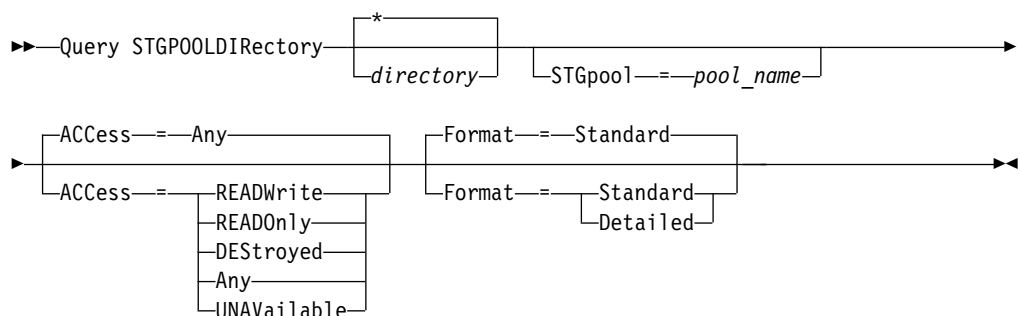 *
Query STGPOOLDIRectory
directory STGpool = pool_name
ACCess = Any Format = Standard
ACCess = READWrite Format = Standard
READOnly Detailed
DEStroyed
Any
UNAVailable